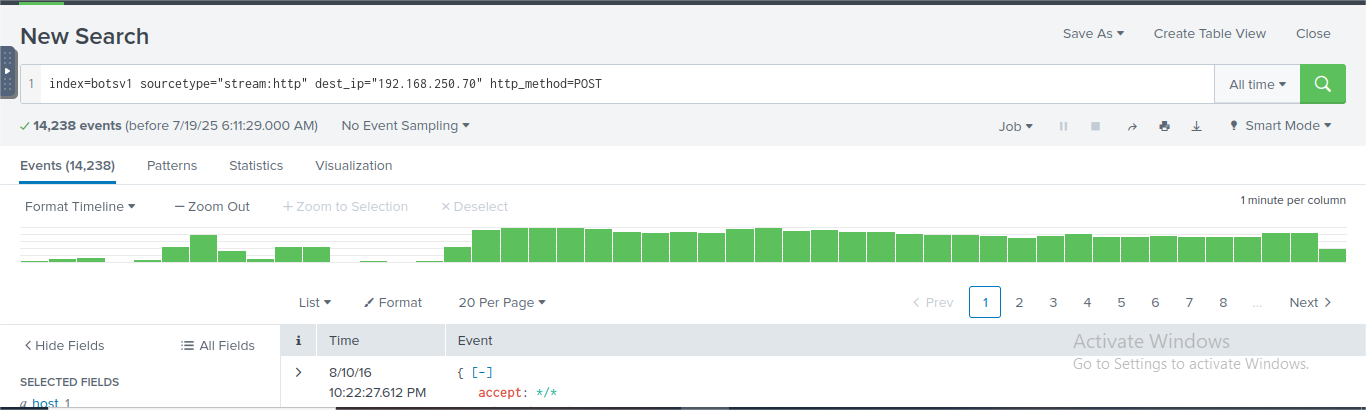 New Search
Save As Create Table View Close
1 index=botsv1 sourcetype="stream:http" dest_ip="192.168.250.70" http_method=POST
All time
14,238 events (before 7/19/25 6:11:29.000 AM) No Event Sampling
Job Smart Mode
Events (14,238) Patterns Statistics Visualization
Format Timeline — Zoom Out + Zoom to Selection × Deselect
1 minute per column
List Format 20 Per Page
< Prev 1 2 3 4 5 6 7 8 ... Next >
< Hide Fields All Fields
i Time Event
SELECTED FIELDS
a host 1
> 8/10/16 { [-]
10:22:27.612 PM accept: */*
Activate Windows
Go to Settings to activate Windows.